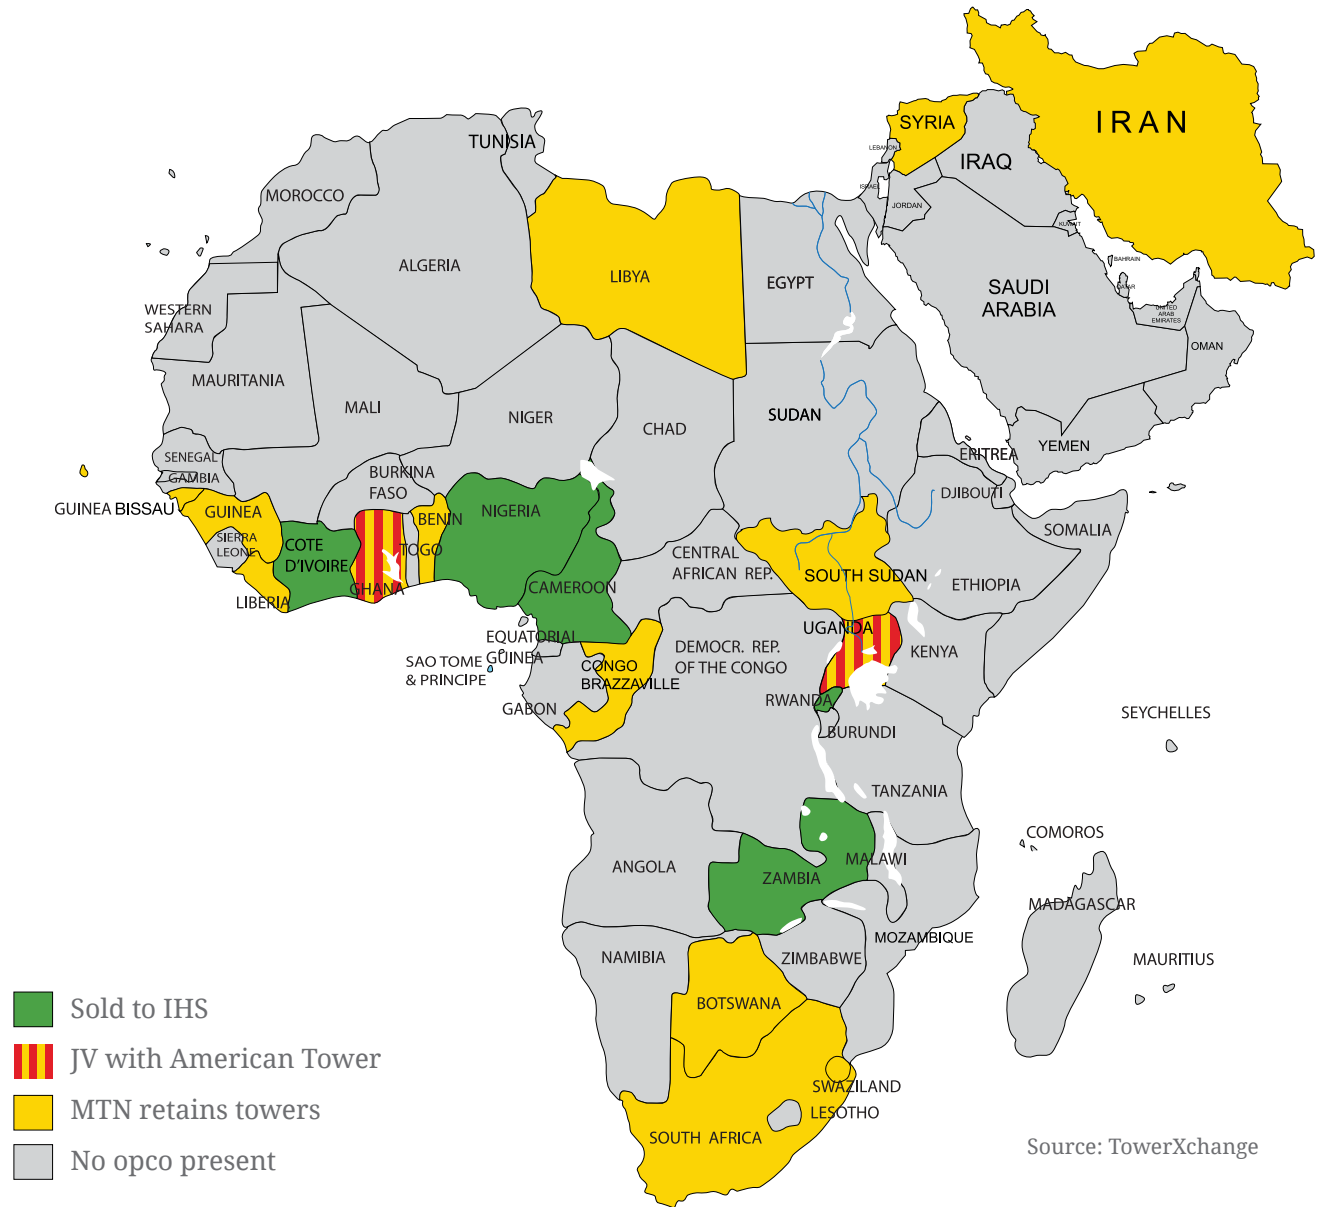 IRAN
SYRIA
LEBANON
IRAQ
ISRAEL
JORDAN
KUWAIT
TUNISIA
MOROCCO
ALGERIA
LIBYA
EGYPT
BAHRAIN
QATAR
SAUDI
ARABIA
UNITED
ARAB
EMIRATES
OMAN
WESTERN
SAHARA
MAURITANIA
MALI
NIGER
CHAD
SUDAN
YEMEN
ERITREA
SENEGAL
GAMBIA
BURKINA
FASO
DJIBOUTI
GUINEA BISSAU
GUINEA
BENIN
NIGERIA
SOMALIA
SIERRA
LEONE
COTE
D'IVOIRE
TOGO
CENTRAL
AFRICAN REP.
SOUTH SUDAN
ETHIOPIA
LIBERIA
GHANA
CAMEROON
UGANDA
EQUATORIAL
GUINEA
DEMOCR. REP.
OF THE CONGO
KENYA
SAO TOME
& PRINCIPE
CONGO
BRAZZAVILLE
GABON
RWANDA
BURUNDI
SEYCHELLES
TANZANIA
COMOROS
ANGOLA
ZAMBIA
MALAWI
MADAGASCAR
MOZAMBIQUE
NAMIBIA
ZIMBABWE
MAURITIUS
BOTSWANA
SWAZILAND
LESOTHO
SOUTH AFRICA
Sold to IHS
JV with American Tower
MTN retains towers
No opco present
Source: TowerXchange